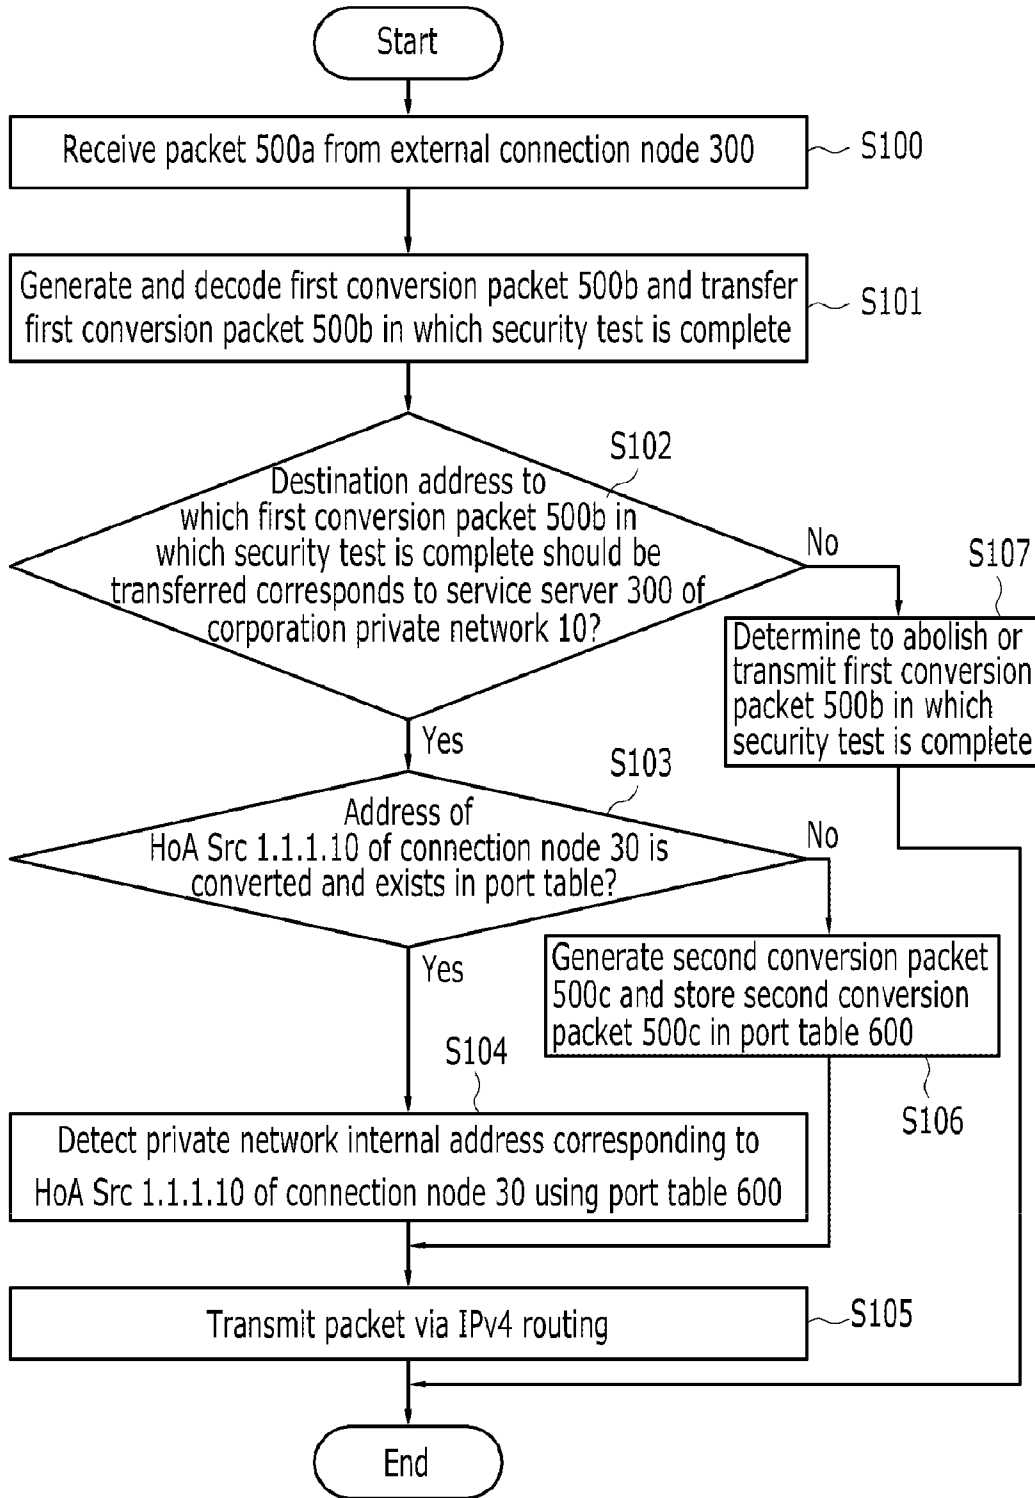 Start
Receive packet 500a from external connection node 300
S100
Generate and decode first conversion packet 500b and transfer
first conversion packet 500b in which security test is complete
S101
S102
Destination address to
which first conversion packet 500b in
which security test is complete should be
transferred corresponds to service server 300 of
corporation private network 10?
No
S107
Determine to abolish or
transmit first conversion
packet 500b in which
security test is complete
Yes
S103
Address of
HoA Src 1.1.1.10 of connection node 30 is
converted and exists in port table?
No
Yes
Generate second conversion packet
500c and store second conversion
packet 500c in port table 600
S106
S104
Detect private network internal address corresponding to
HoA Src 1.1.1.10 of connection node 30 using port table 600
Transmit packet via IPv4 routing
S105
End